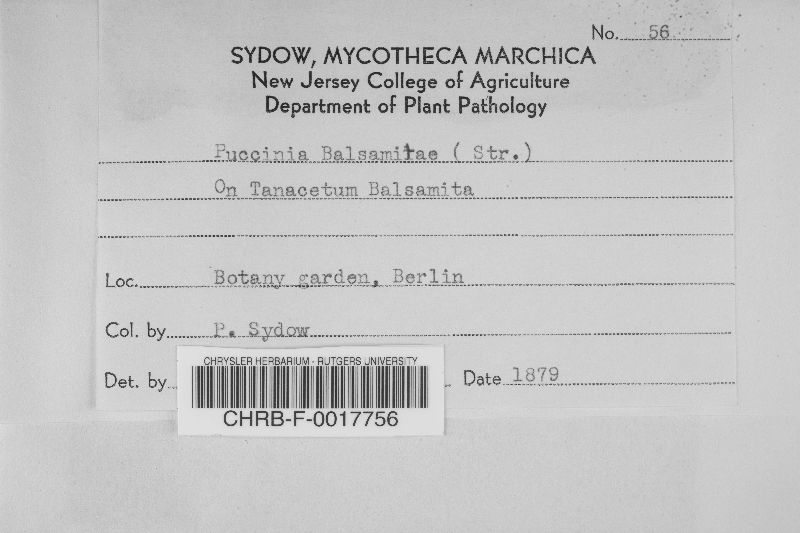 No. 56
SYDOW, MYCOTHECA MARCHICA
New Jersey College of Agriculture
Department of Plant Pathology
Puccinia Balsamitae ( Str.)
On Tanacetum Balsamita
Loc. Botany garden, Berlin
Col. by P. Sydow
Det. by Date 1879
CHRYSLER HERBARIUM - RUTGERS UNIVERSITY
CHRB-F-0017756